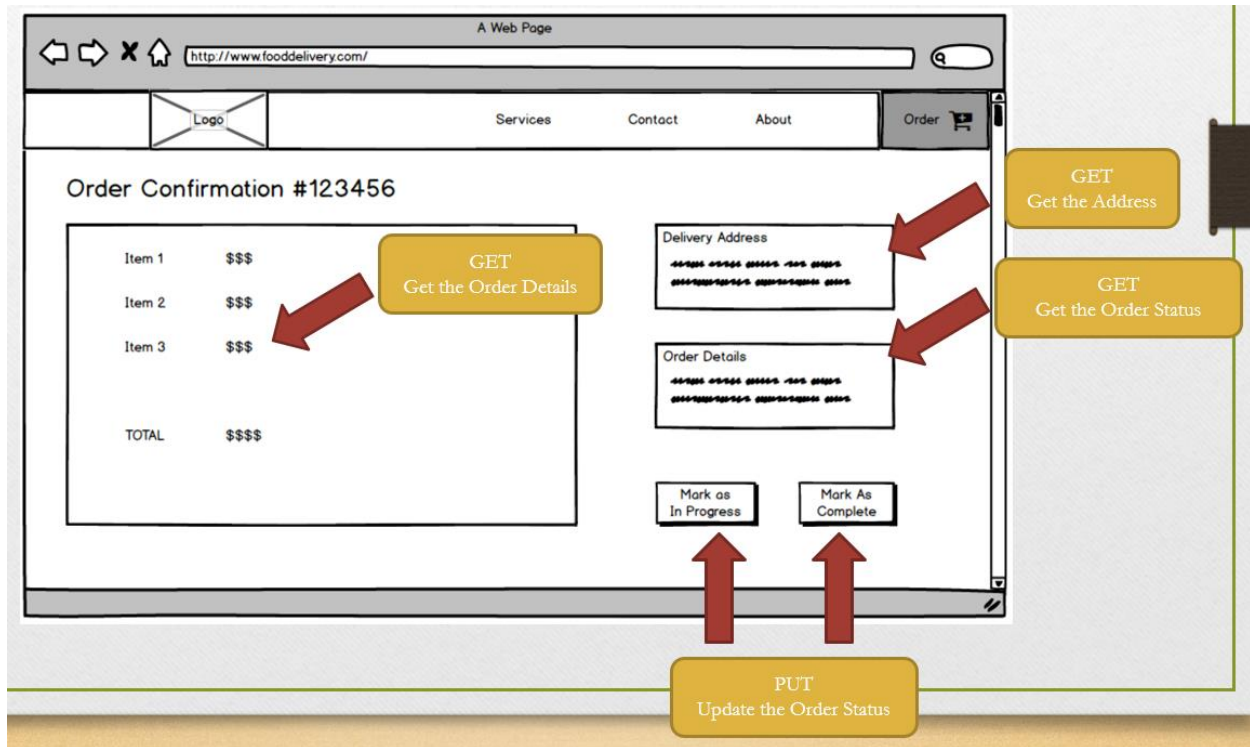 A Web Page
http://www.fooddelivery.com/
Logo
Services
Contact
About
Order
Order Confirmation #123456
Item 1 $$$
Item 2 $$$
Item 3 $$$
TOTAL $$$$
GET
Get the Order Details
Delivery Address
GET
Get the Address
Order Details
GET
Get the Order Status
Mark as
In Progress
Mark As
Complete
PUT
Update the Order Status